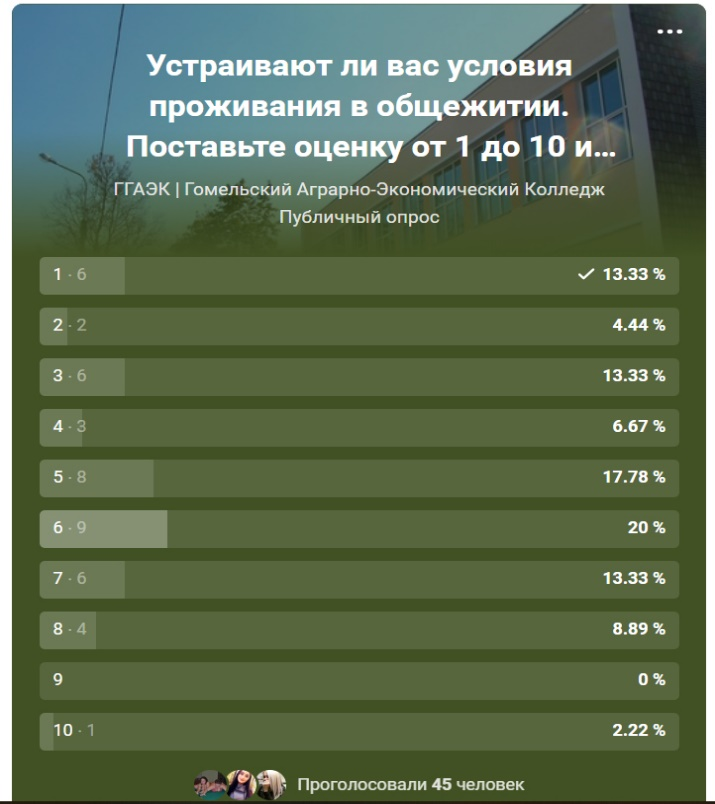 Устраивают ли вас условия
проживания в общежитии.
Поставьте оценку от 1 до 10 и...
ГГАЭК | Гомельский Аграрно-Экономический Колледж
Публичный опрос
1 · 6 13.33 %
2 · 2 4.44 %
3 · 6 13.33 %
4 · 3 6.67 %
5 · 8 17.78 %
6 · 9 20 %
7 · 6 13.33 %
8 · 4 8.89 %
9 0 %
10 · 1 2.22 %
Проголосовали 45 человек